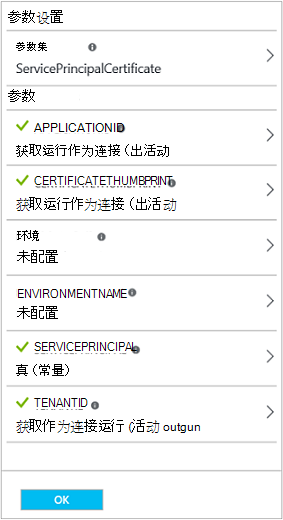 参数设置
参数集
ServicePrincipalCertificate
参数
APPLICATIONID
获取运行作为连接（出活动
CERTIFICATETHUMBPRINT
获取运行作为连接（出活动
环境
未配置
ENVIRONMENTNAME
未配置
SERVICEPRINCIPAL
真（常量）
TENANTID
获取作为连接运行 (活动 outgun
OK